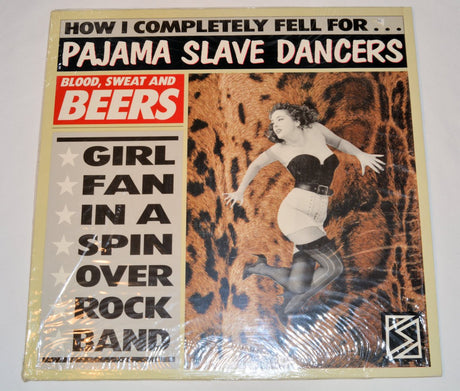 HOW I COMPLETELY FELL FOR...
PAJAMA SLAVE DANCERS
BLOOD, SWEAT AND
BEERS
GIRL
FAN
IN A
SPIN
OVER
ROCK
BAND